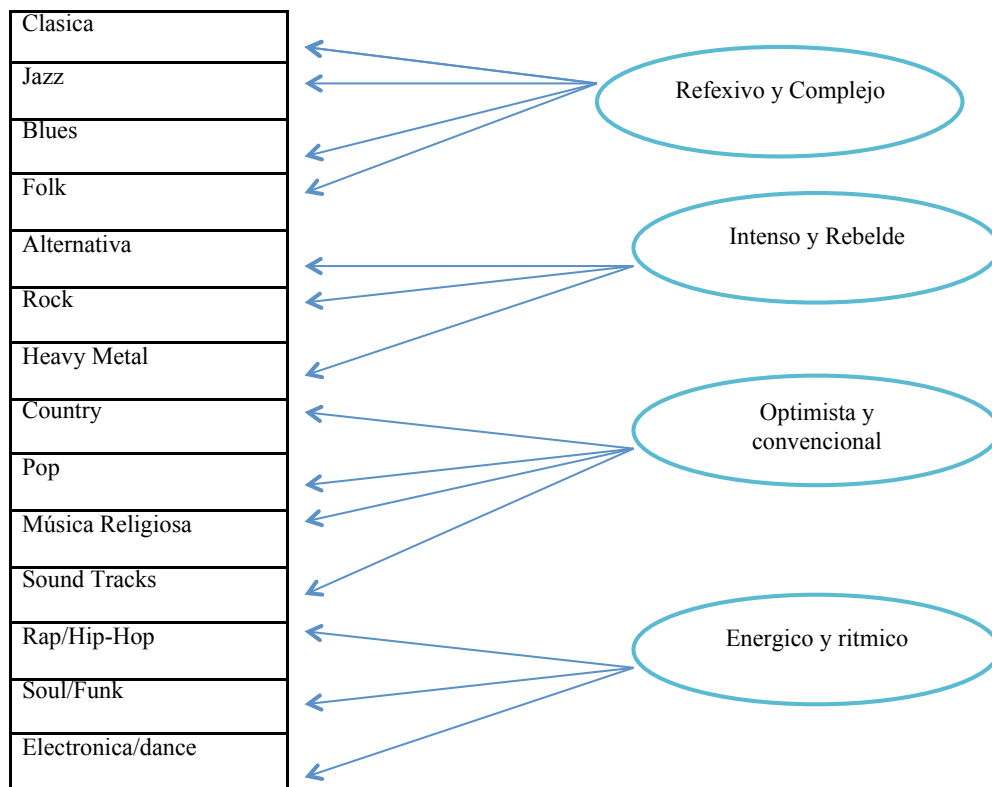 Clasica
Jazz
Blues
Folk
Alternativa
Rock
Heavy Metal
Country
Pop
Música Religiosa
Sound Tracks
Rap/Hip-Hop
Soul/Funk
Electronica/dance
Refexivo y Complejo
Intenso y Rebelde
Optimista y
convencional
Energico y ritmico